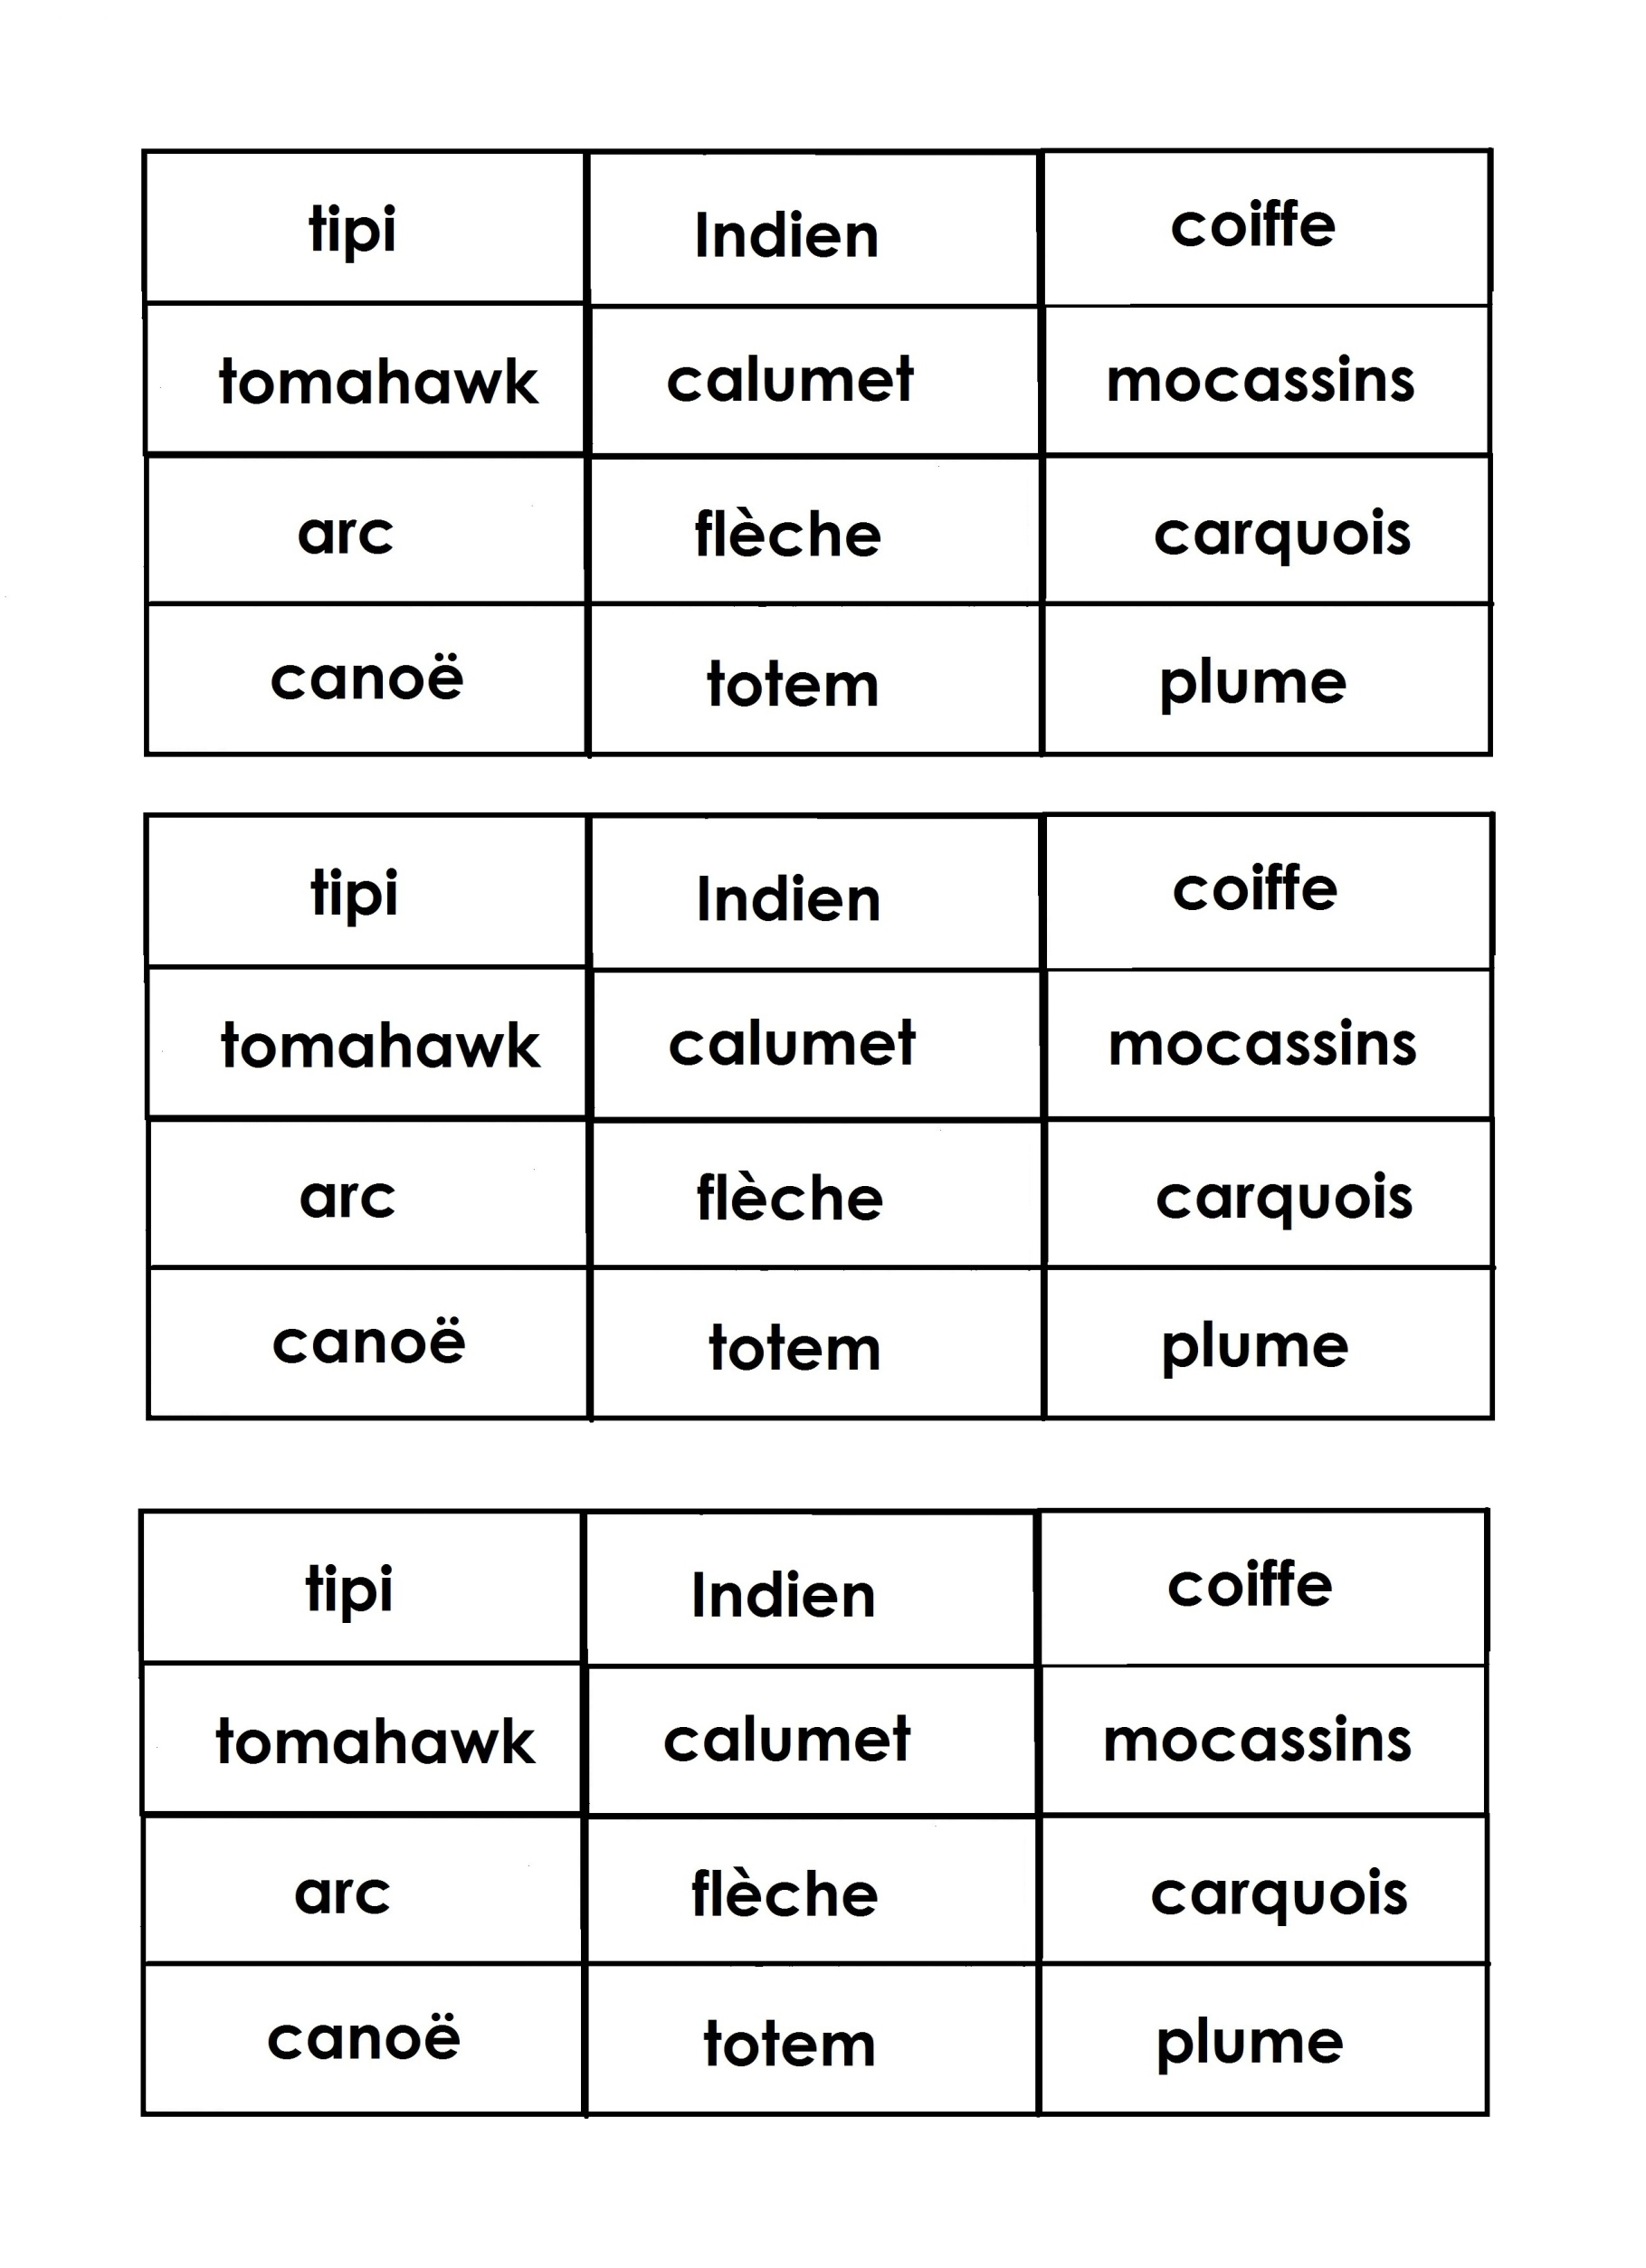 tipi Indien coiffe
tomahawk calumet mocassins
arc flèche carquois
canoë totem plume
tipi Indien coiffe
tomahawk calumet mocassins
arc flèche carquois
canoë totem plume
tipi Indien coiffe
tomahawk calumet mocassins
arc flèche carquois
canoë totem plume